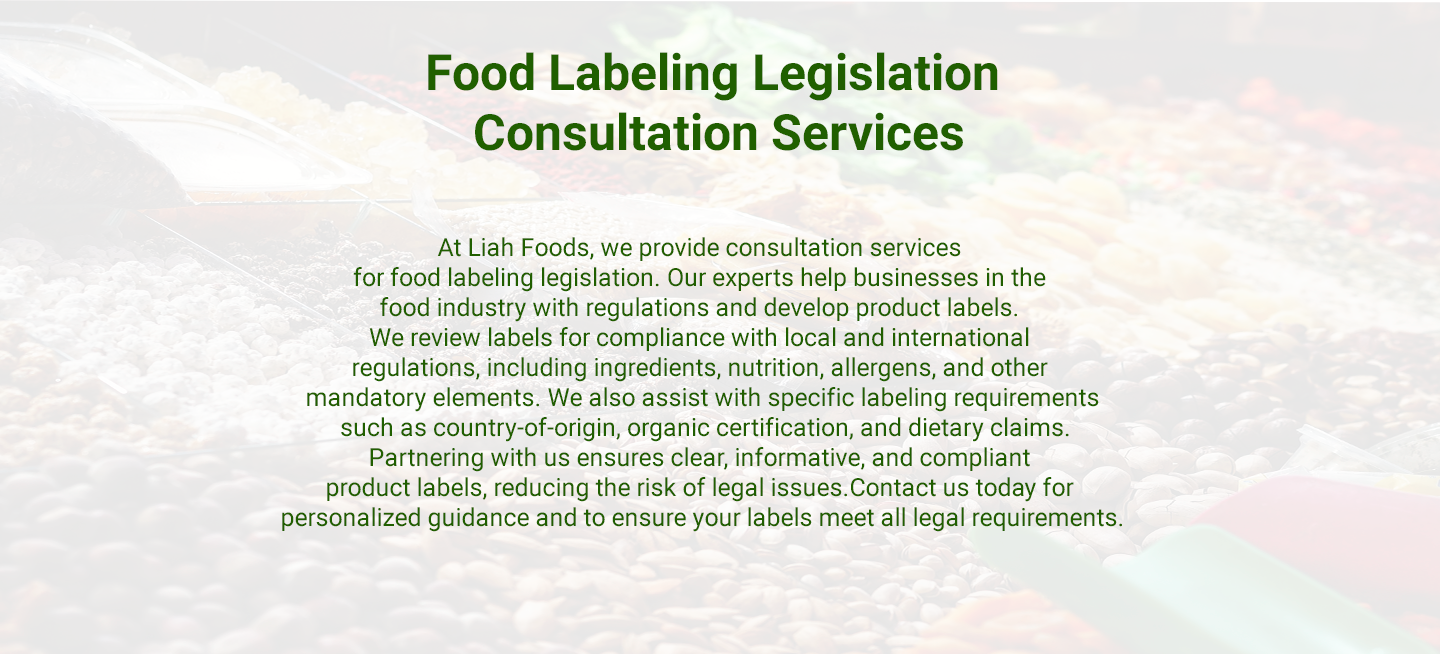 Food Labeling Legislation
Consultation Services
At Liah Foods, we provide consultation services
for food labeling legislation. Our experts help businesses in the
food industry with regulations and develop product labels.
We review labels for compliance with local and international
regulations, including ingredients, nutrition, allergens, and other
mandatory elements. We also assist with specific labeling requirements
such as country-of-origin, organic certification, and dietary claims.
Partnering with us ensures clear, informative, and compliant
product labels, reducing the risk of legal issues.Contact us today for
personalized guidance and to ensure your labels meet all legal requirements.